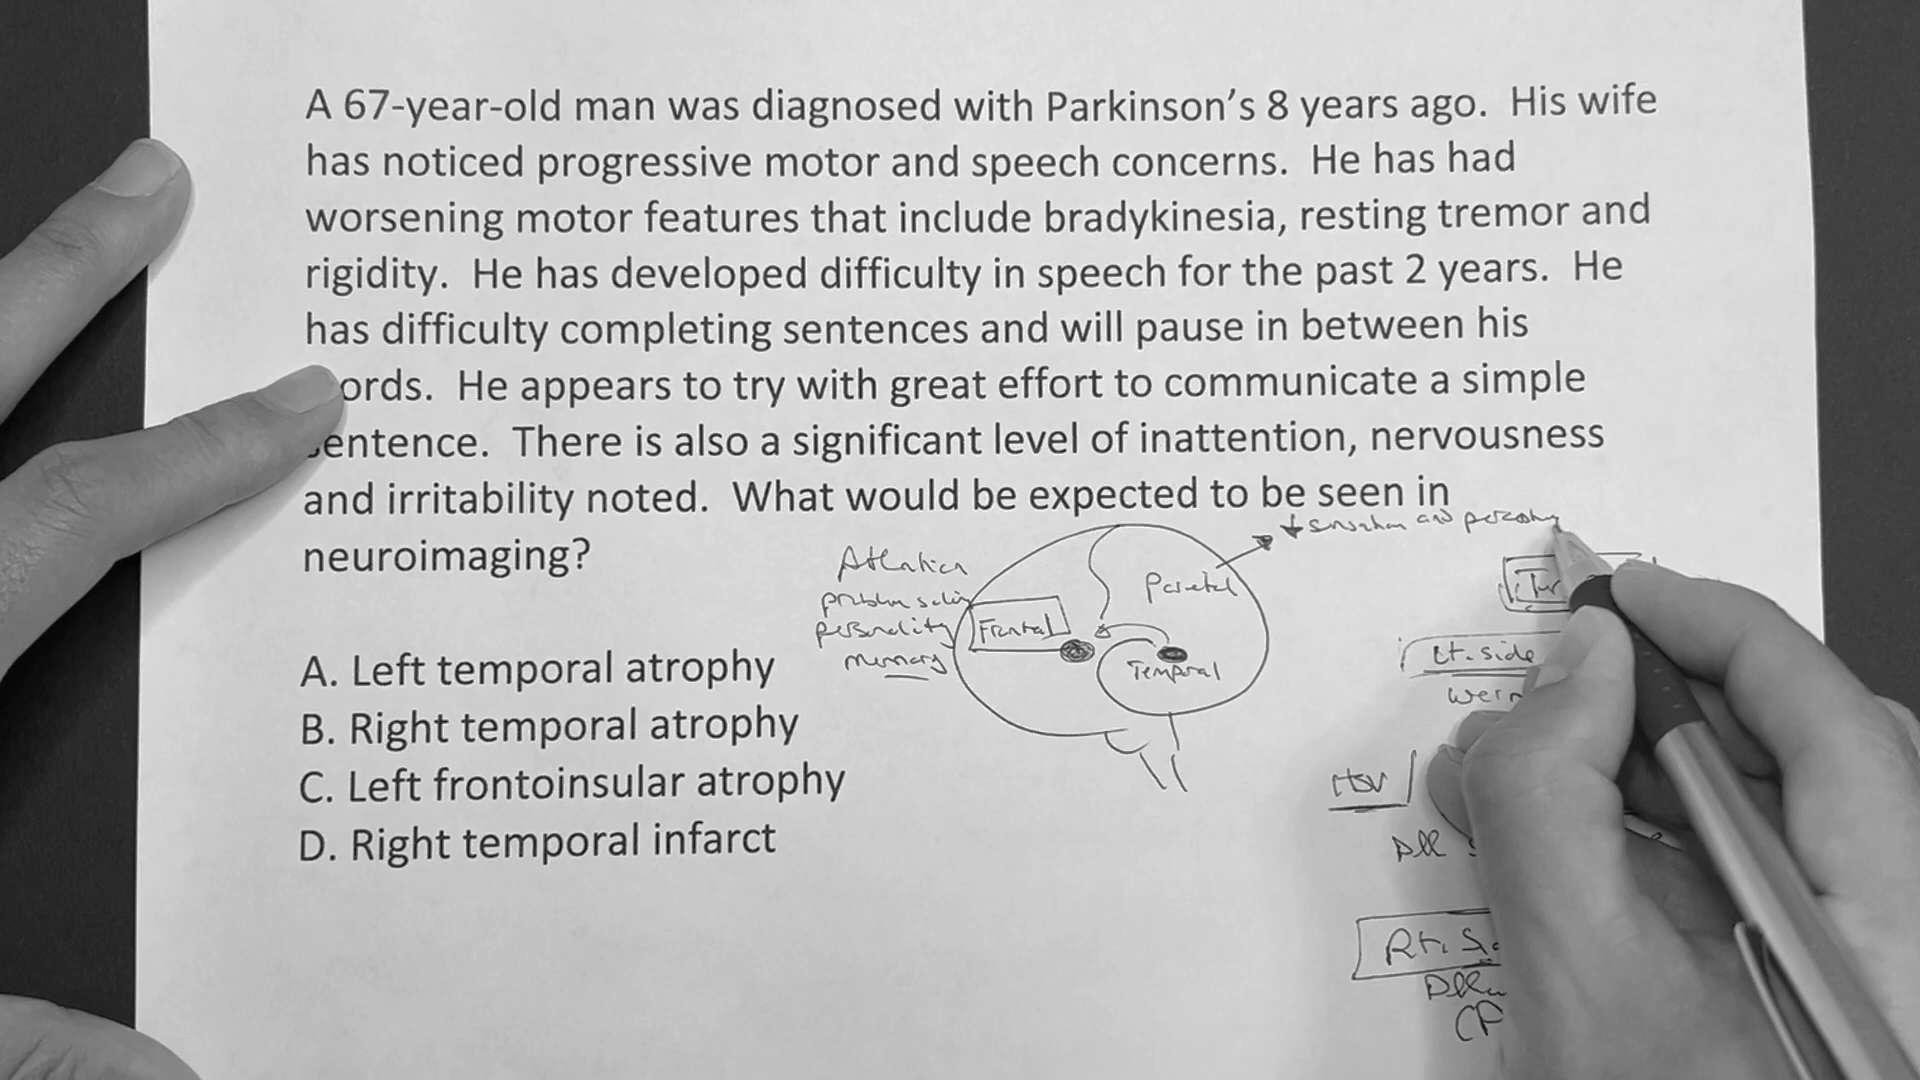 A 67-year-old man was diagnosed with Parkinson's 8 years ago. His wife
has noticed progressive motor and speech concerns. He has had
worsening motor features that include bradykinesia, resting tremor and
rigidity. He has developed difficulty in speech for the past 2 years. He
has difficulty completing sentences and will pause in between his
ords. He appears to try with great effort to communicate a simple
entence. There is also a significant level of inattention, nervousness
and irritability noted. What would be expected to be seen in
neuroimaging?
and
Attention
problem
personality
memory
Frontal
Parietal
Temporal
Lt. side
HSV
Rt.
A. Left temporal atrophy
B. Right temporal atrophy
C. Left frontoinsular atrophy
D. Right temporal infarct